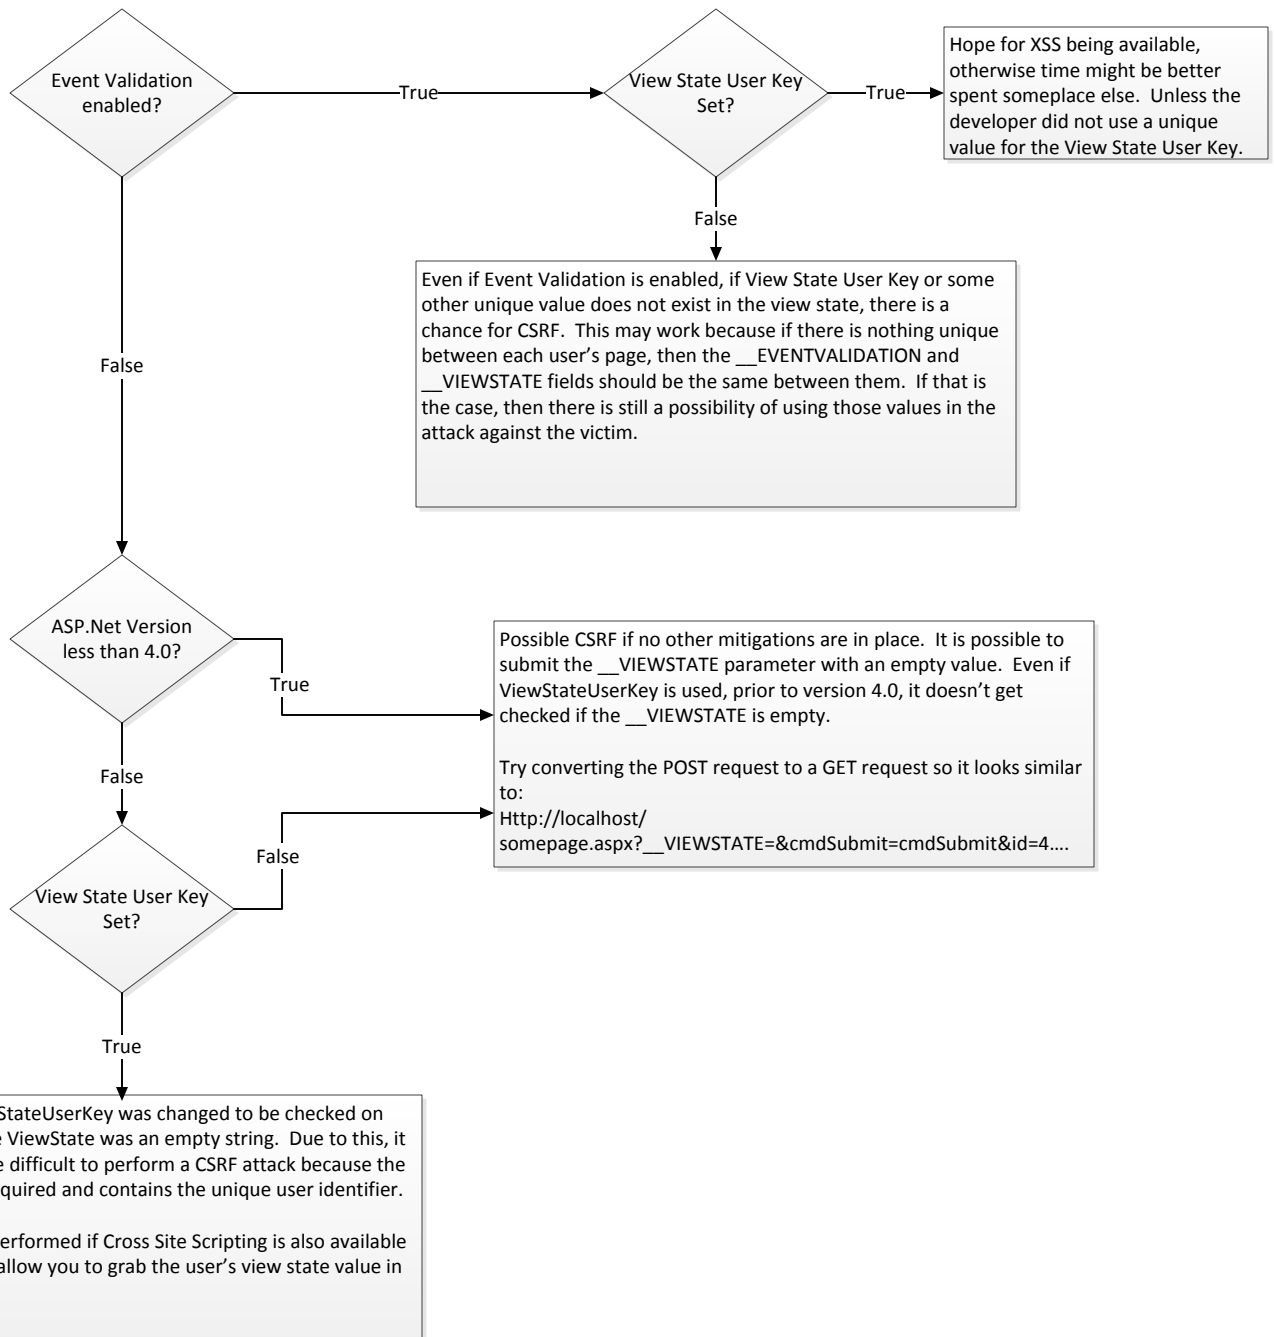 Event Validation
enabled?
True
View State User Key
Set?
True
Hope for XSS being available,
otherwise time might be better
spent someplace else.  Unless the
developer did not use a unique
value for the View State User Key.
False
Even if Event Validation is enabled, if View State User Key or some
other unique value does not exist in the view state, there is a
chance for CSRF.  This may work because if there is nothing unique
between each user’s page, then the __EVENTVALIDATION and
__VIEWSTATE fields should be the same between them.  If that is
the case, then there is still a possibility of using those values in the
attack against the victim.
False
ASP.Net Version
less than 4.0?
True
Possible CSRF if no other mitigations are in place.  It is possible to
submit the __VIEWSTATE parameter with an empty value.  Even if
ViewStateUserKey is used, prior to version 4.0, it doesn’t get
checked if the __VIEWSTATE is empty.
Try converting the POST request to a GET request so it looks similar
to:
Http://localhost/
somepage.aspx?__VIEWSTATE=&cmdSubmit=cmdSubmit&id=4....
False
View State User Key
Set?
False
True
StateUserKey was changed to be checked on
ViewState was an empty string.  Due to this, it
difficult to perform a CSRF attack because the
quired and contains the unique user identifier.
erformed if Cross Site Scripting is also available
allow you to grab the user’s view state value in